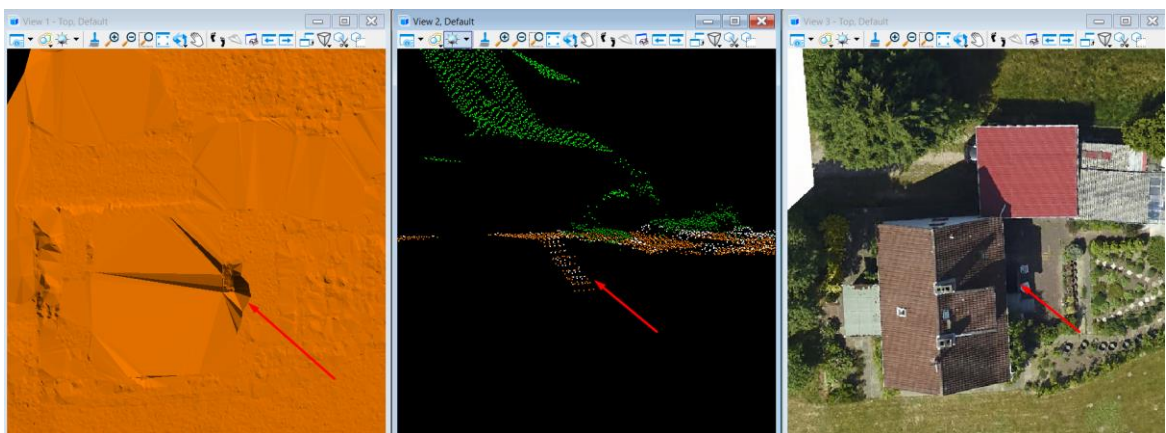 View 1 - Top, Default
View 2, Default
View 3 - Top, Default